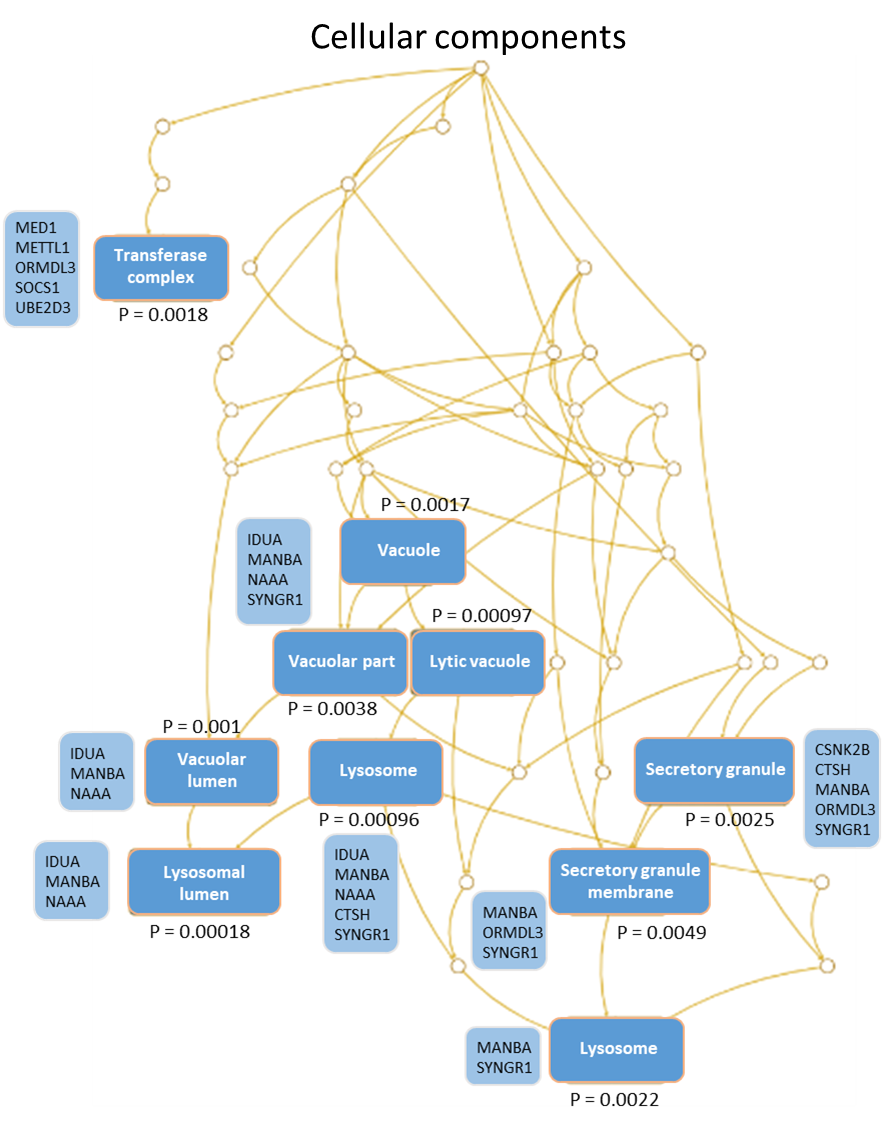 Cellular components
MED1
METTL1
ORMDL3
SOCS1
UBE2D3
Transferase
complex
P = 0.0018
P = 0.0017
IDUA
MANBA
NAAA
SYNGR1
Vacuole
P = 0.00097
Vacuolar part
Lytic vacuole
P = 0.0038
P = 0.001
IDUA
MANBA
NAAA
Vacuolar
lumen
Lysosome
P = 0.00096
Secretory granule
P = 0.0025
CSNK2B
CTSH
MANBA
ORMDL3
SYNGR1
IDUA
MANBA
NAAA
Lysosomal
lumen
P = 0.00018
IDUA
MANBA
NAAA
CTSH
SYNGR1
MANBA
ORMDL3
SYNGR1
Secretory granule
membrane
P = 0.0049
MANBA
SYNGR1
Lysosome
P = 0.0022